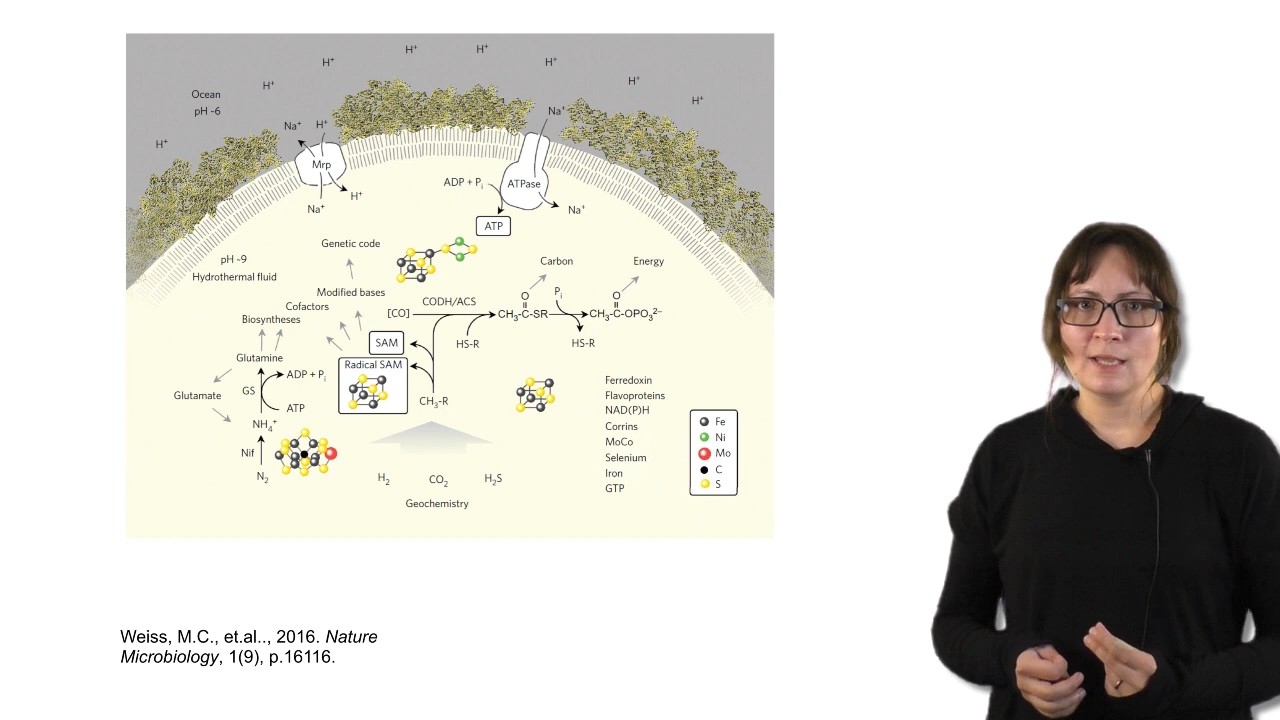 H⁺
H⁺
H⁺
H⁺
H⁺
H⁺
H⁺
H⁺
Ocean
pH ~6
Na⁺
H⁺
Na⁺
Mrp
H⁺
Na⁺
ADP + Pᵢ
ATPase
Na⁺
ATP
pH ~9
Hydrothermal fluid
Genetic code
Modified bases
Cofactors
Biosyntheses
Carbon
Energy
[CO]
CODH/ACS
O
CH₃-C-SR
Pᵢ
O
CH₃-C-OPO₃²⁻
HS-R
HS-R
SAM
Radical SAM
CH₃-R
Glutamine
Glutamate
GS
ADP + Pᵢ
ATP
NH₄⁺
Nif
N₂
H₂
CO₂
H₂S
Geochemistry
Ferredoxin
Flavoproteins
NAD(P)H
Corrins
MoCo
Selenium
Iron
GTP
Fe
Ni
Mo
C
S
Weiss, M.C., et.al.., 2016. Nature
Microbiology, 1(9), p.16116.